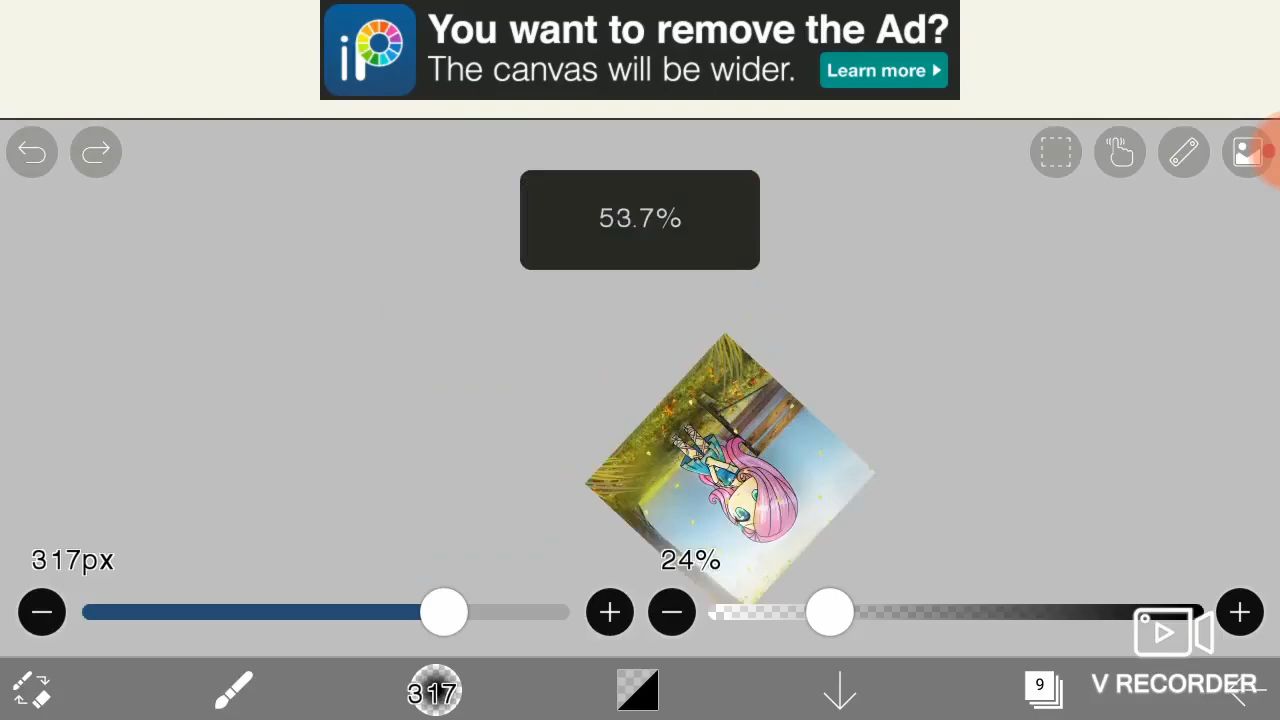 iP
You want to remove the Ad?
The canvas will be wider.
Learn more
53.7%
317px
24%
317
9
V RECORDER